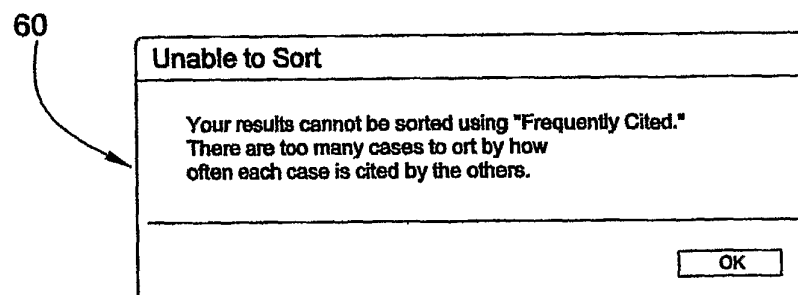 60
Unable to Sort
Your results cannot be sorted using "Frequently Cited."
There are too many cases to ort by how
often each case is cited by the others.
OK